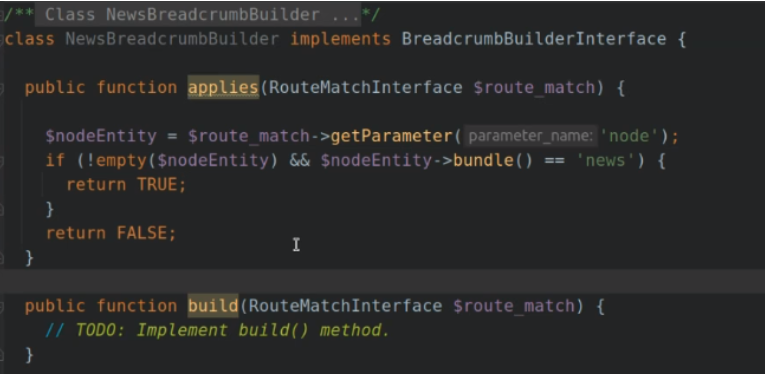 /** Class NewsBreadcrumbBuilder ...*/
class NewsBreadcrumbBuilder implements BreadcrumbBuilderInterface {
public function applies(RouteMatchInterface $route_match) {
$nodeEntity = $route_match->getParameter( parameter_name: 'node');
if (!empty($nodeEntity) && $nodeEntity->bundle() == 'news') {
return TRUE;
}
return FALSE;
}
public function build(RouteMatchInterface $route_match) {
// TODO: Implement build() method.
}